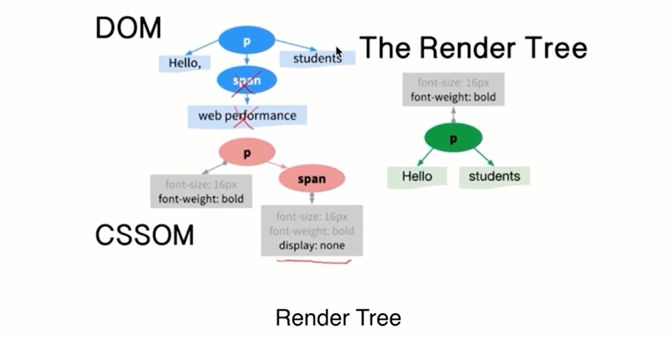 DOM
p
Hello,
students
span
web performance
p
font-size: 16px
font-weight: bold
span
font-size: 16px
font-weight: bold
display: none
CSSOM
The Render Tree
font-size: 16px
font-weight: bold
p
Hello
students
Render Tree